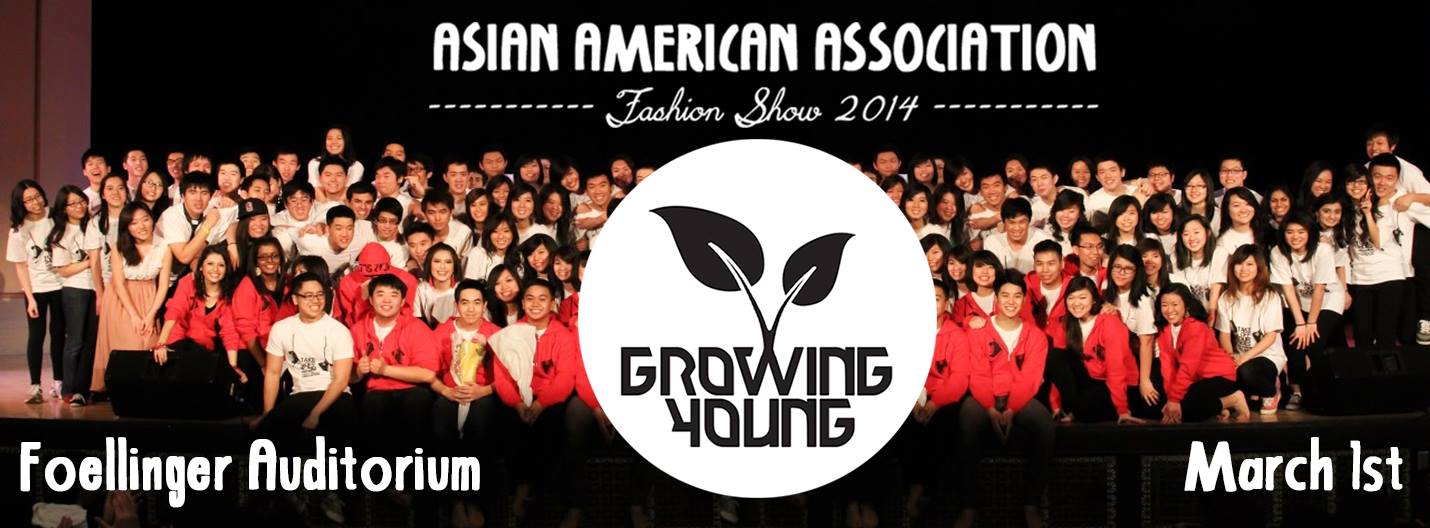 ASIAN AMERICAN ASSOCIATION
Fashion Show 2014
GROWING
YOUNG
Foellinger Auditorium
March 1st